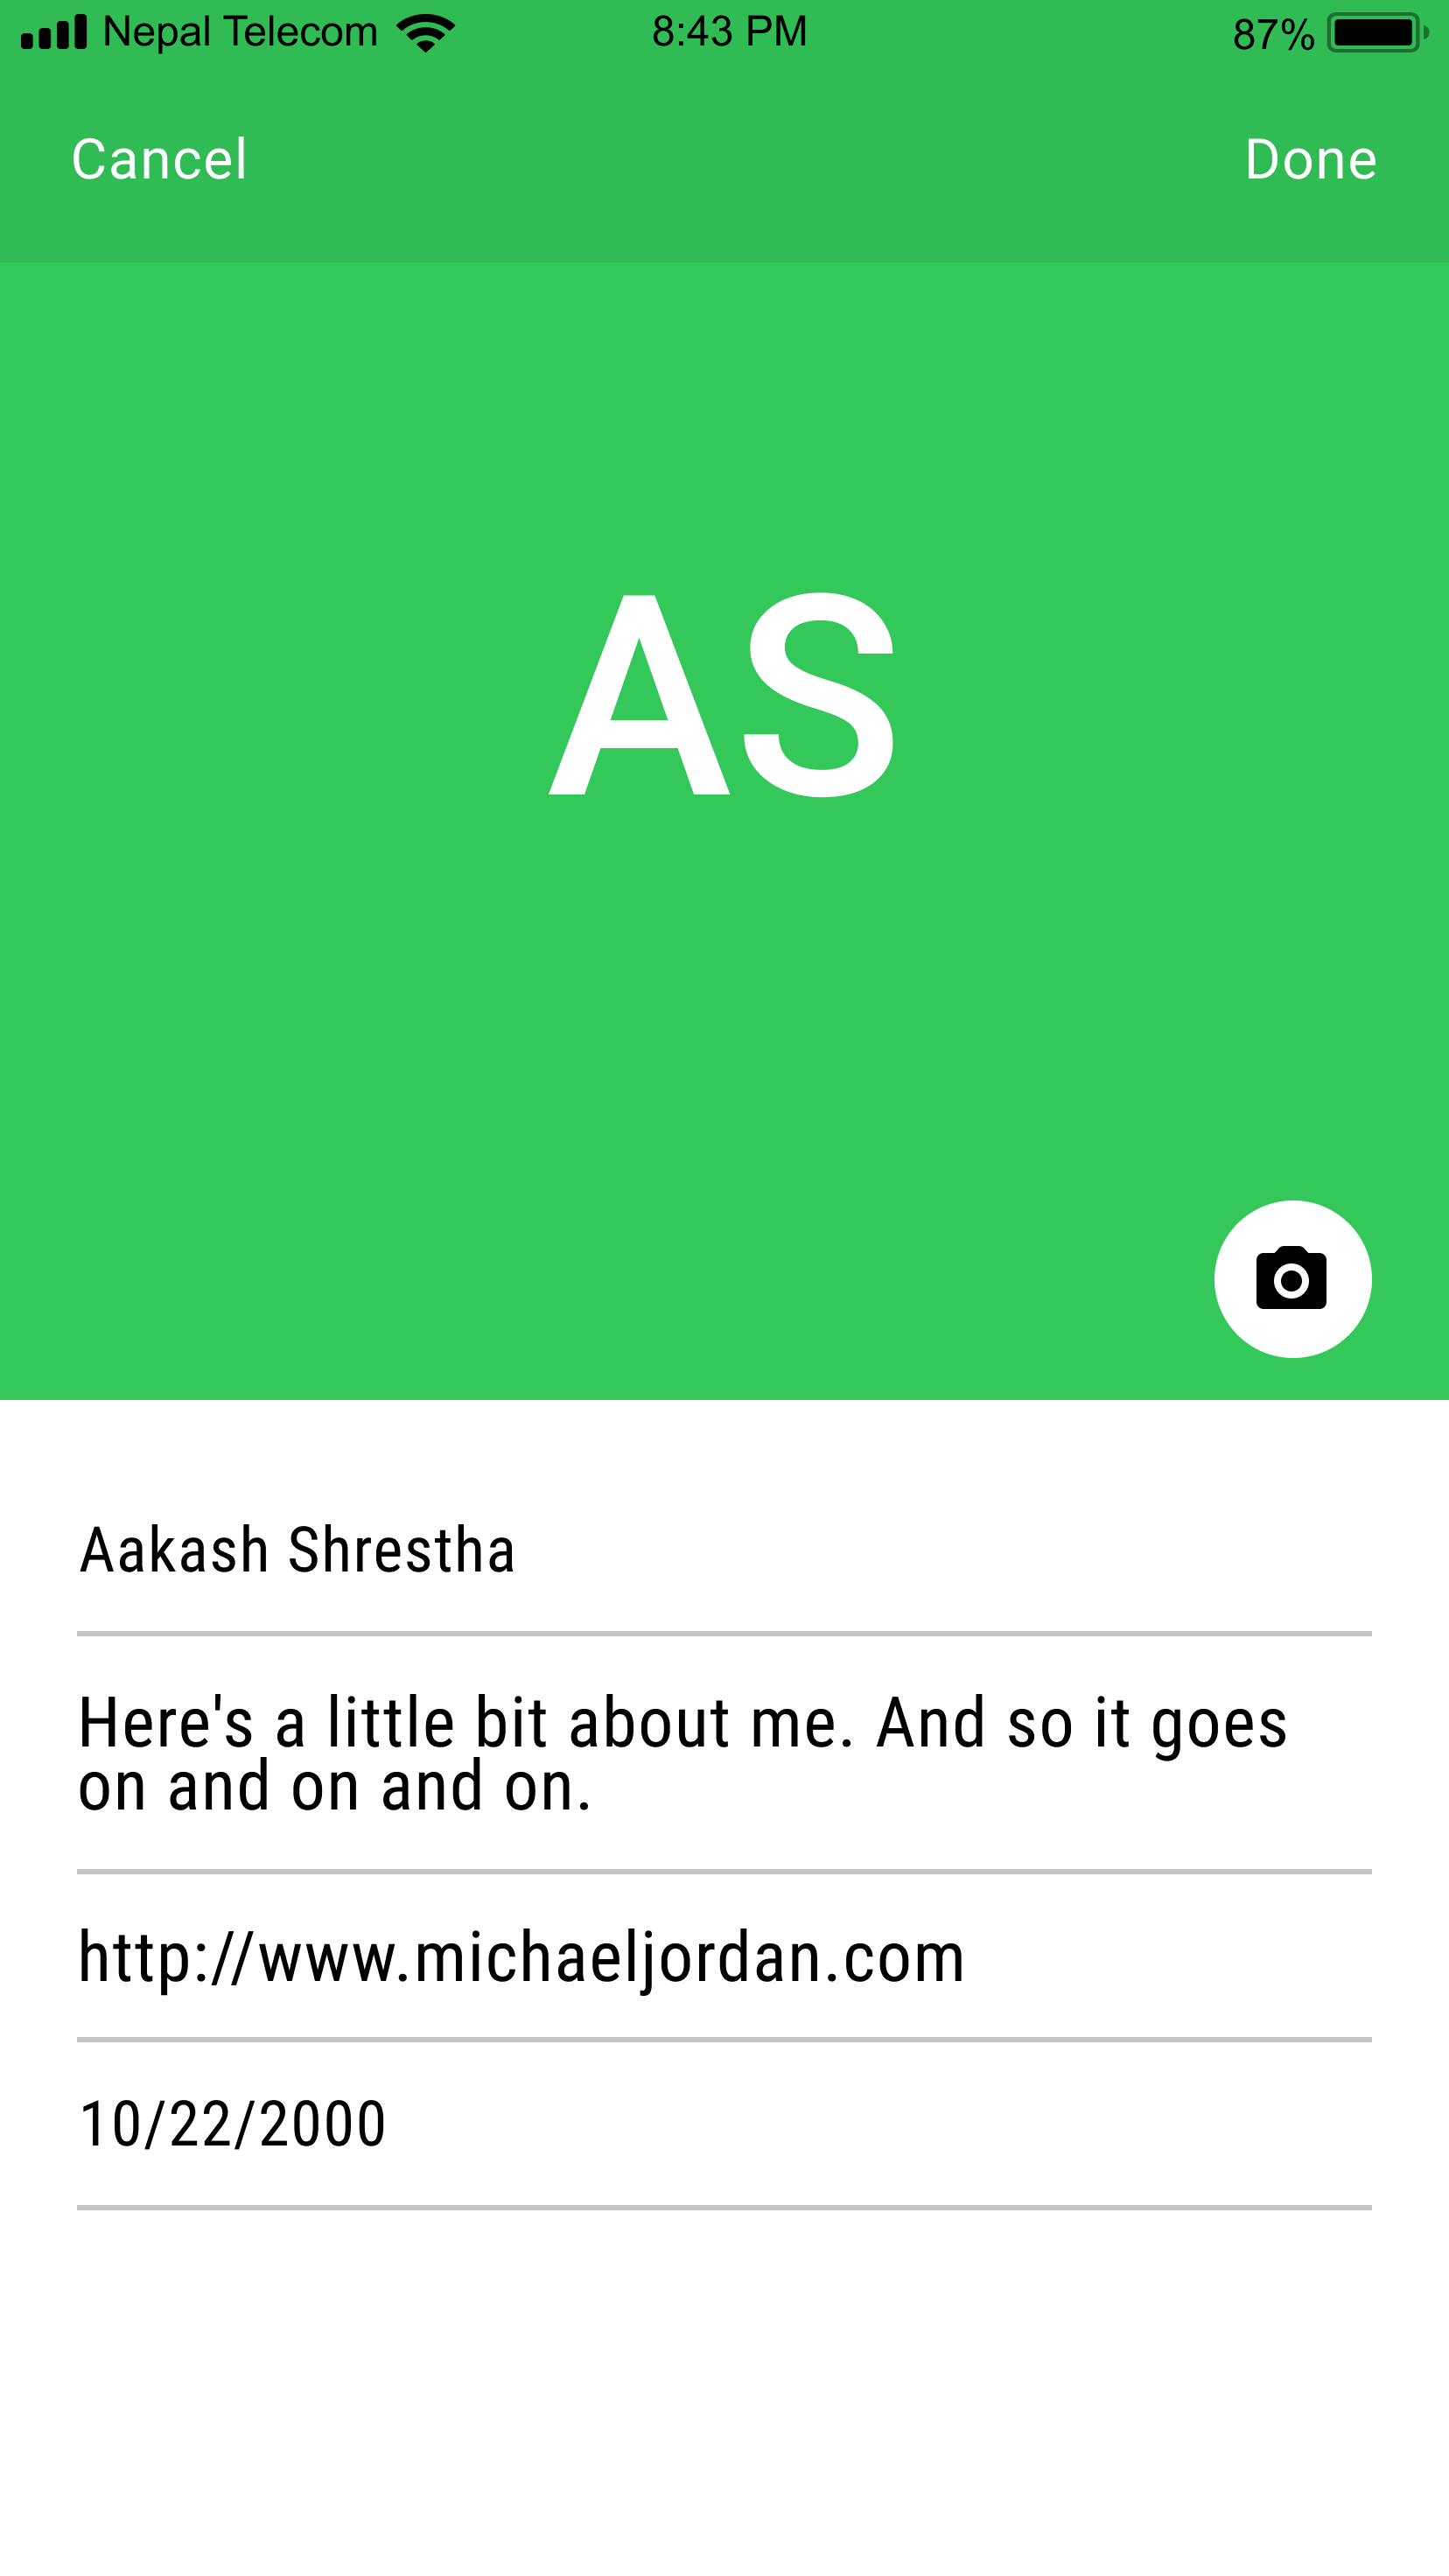 Nepal Telecom 8:43 PM 87%
Cancel Done
AS
Aakash Shrestha
Here's a little bit about me. And so it goes
on and on and on.
http://www.michaeljordan.com
10/22/2000